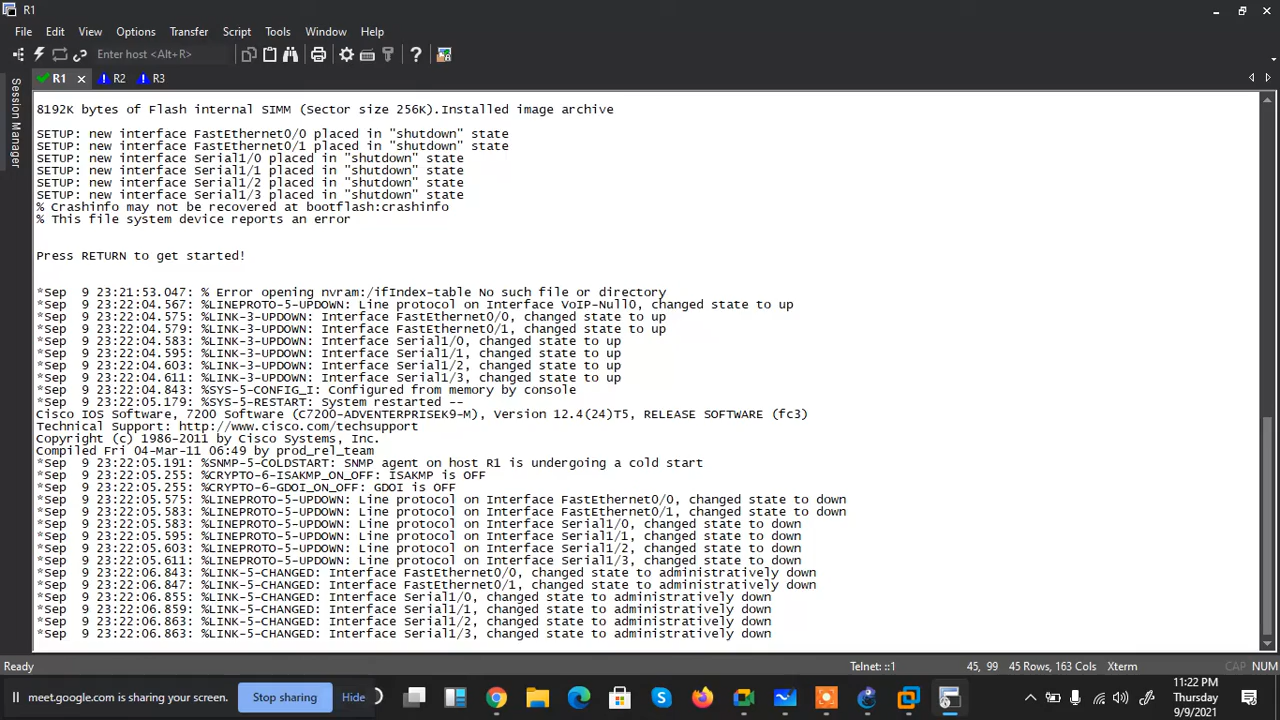 R1
File Edit View Options Transfer Script Tools Window Help
Enter host <Alt+R>
R1 R2 R3
Session Manager
8192K bytes of Flash internal SIMM (Sector size 256K).Installed image archive
SETUP: new interface FastEthernet0/0 placed in "shutdown" state
SETUP: new interface FastEthernet0/1 placed in "shutdown" state
SETUP: new interface Serial1/0 placed in "shutdown" state
SETUP: new interface Serial1/1 placed in "shutdown" state
SETUP: new interface Serial1/2 placed in "shutdown" state
SETUP: new interface Serial1/3 placed in "shutdown" state
% Crashinfo may not be recovered at bootflash:crashinfo
% This file system device reports an error
Press RETURN to get started!
*Sep  9 23:21:53.047: % Error opening nvram:/ifIndex-table No such file or directory
*Sep  9 23:22:04.567: %LINEPROTO-5-UPDOWN: Line protocol on Interface VoIP-Null0, changed state to up
*Sep  9 23:22:04.575: %LINK-3-UPDOWN: Interface FastEthernet0/0, changed state to up
*Sep  9 23:22:04.579: %LINK-3-UPDOWN: Interface FastEthernet0/1, changed state to up
*Sep  9 23:22:04.583: %LINK-3-UPDOWN: Interface Serial1/0, changed state to up
*Sep  9 23:22:04.595: %LINK-3-UPDOWN: Interface Serial1/1, changed state to up
*Sep  9 23:22:04.603: %LINK-3-UPDOWN: Interface Serial1/2, changed state to up
*Sep  9 23:22:04.611: %LINK-3-UPDOWN: Interface Serial1/3, changed state to up
*Sep  9 23:22:04.843: %SYS-5-CONFIG_I: Configured from memory by console
*Sep  9 23:22:05.179: %SYS-5-RESTART: System restarted --
Cisco IOS Software, 7200 Software (C7200-ADVENTERPRISEK9-M), Version 12.4(24)T5, RELEASE SOFTWARE (fc3)
Technical Support: http://www.cisco.com/techsupport
Copyright (c) 1986-2011 by Cisco Systems, Inc.
Compiled Fri 04-Mar-11 06:49 by prod_rel_team
*Sep  9 23:22:05.191: %SNMP-5-COLDSTART: SNMP agent on host R1 is undergoing a cold start
*Sep  9 23:22:05.255: %CRYPTO-6-ISAKMP_ON_OFF: ISAKMP is OFF
*Sep  9 23:22:05.255: %CRYPTO-6-GDOI_ON_OFF: GDOI is OFF
*Sep  9 23:22:05.575: %LINEPROTO-5-UPDOWN: Line protocol on Interface FastEthernet0/0, changed state to down
*Sep  9 23:22:05.583: %LINEPROTO-5-UPDOWN: Line protocol on Interface FastEthernet0/1, changed state to down
*Sep  9 23:22:05.583: %LINEPROTO-5-UPDOWN: Line protocol on Interface Serial1/0, changed state to down
*Sep  9 23:22:05.595: %LINEPROTO-5-UPDOWN: Line protocol on Interface Serial1/1, changed state to down
*Sep  9 23:22:05.603: %LINEPROTO-5-UPDOWN: Line protocol on Interface Serial1/2, changed state to down
*Sep  9 23:22:05.611: %LINEPROTO-5-UPDOWN: Line protocol on Interface Serial1/3, changed state to down
*Sep  9 23:22:06.843: %LINK-5-CHANGED: Interface FastEthernet0/0, changed state to administratively down
*Sep  9 23:22:06.847: %LINK-5-CHANGED: Interface FastEthernet0/1, changed state to administratively down
*Sep  9 23:22:06.855: %LINK-5-CHANGED: Interface Serial1/0, changed state to administratively down
*Sep  9 23:22:06.859: %LINK-5-CHANGED: Interface Serial1/1, changed state to administratively down
*Sep  9 23:22:06.863: %LINK-5-CHANGED: Interface Serial1/2, changed state to administratively down
*Sep  9 23:22:06.863: %LINK-5-CHANGED: Interface Serial1/3, changed state to administratively down
Ready Telnet: ::1 45, 99 45 Rows, 163 Cols Xterm CAP NUM
meet.google.com is sharing your screen. Stop sharing Hide
11:22 PM
Thursday
9/9/2021